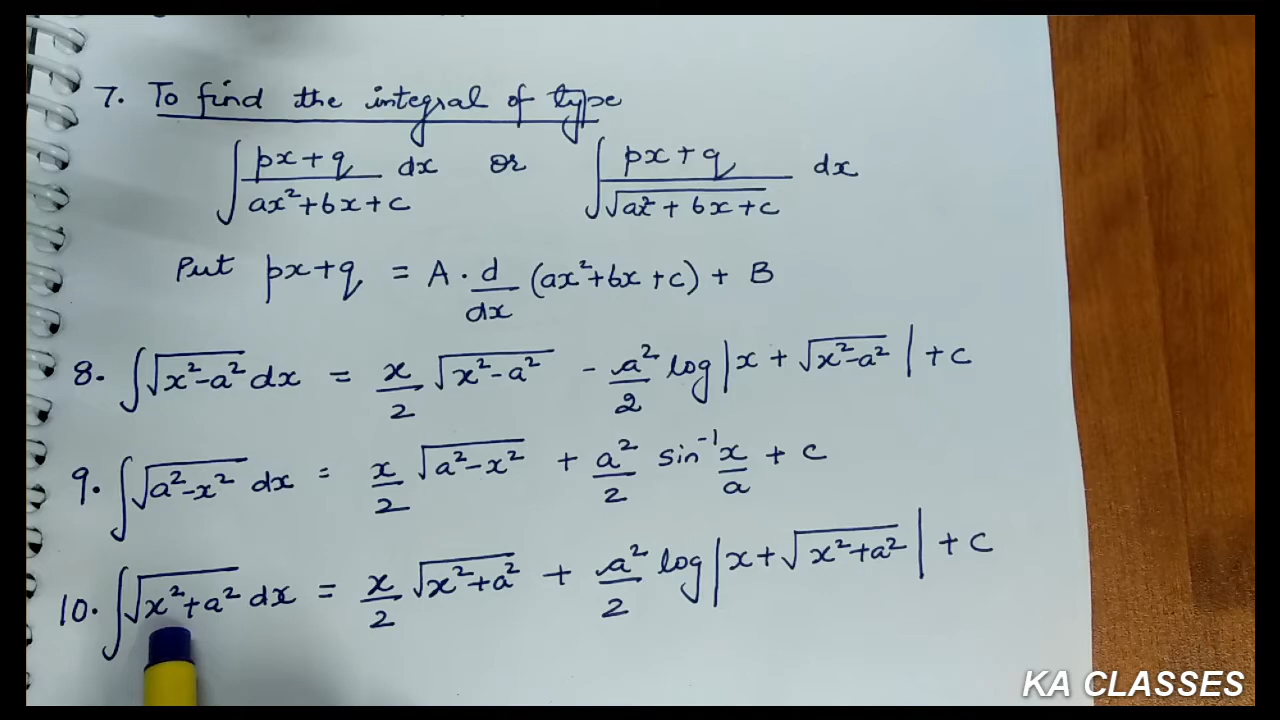 7. To find the integral of type
∫ (px + q)/(ax² + bx + c) dx or ∫ (px + q)/√(ax² + bx + c) dx
Put px + q = A · d/dx (ax² + bx + c) + B
8. ∫ √(x² - a²) dx = x/2 √(x² - a²) - a²/2 log |x + √(x² - a²)| + c
9. ∫ √(a² - x²) dx = x/2 √(a² - x²) + a²/2 sin⁻¹ x/a + c
10. ∫ √(x² + a²) dx = x/2 √(x² + a²) + a²/2 log |x + √(x² + a²)| + c
KA CLASSES